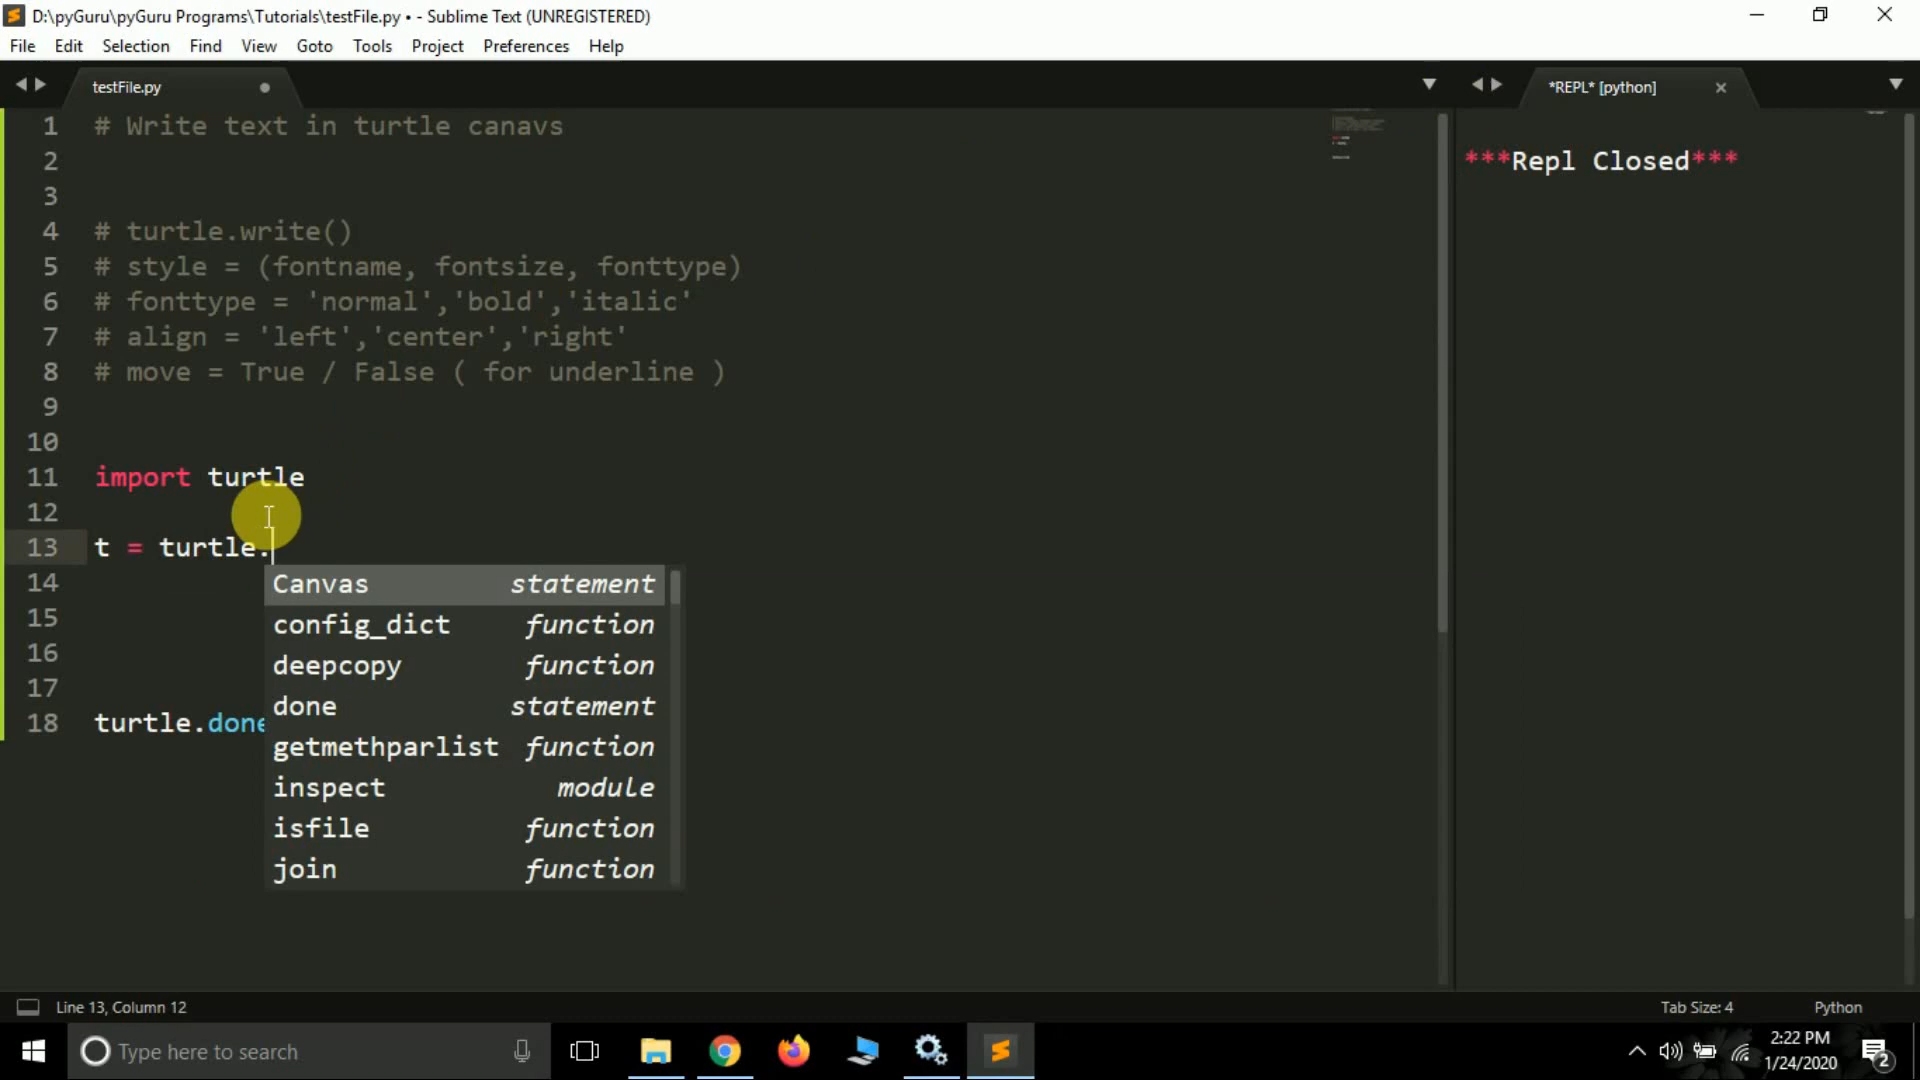 D:\pyGuru\pyGuru Programs\Tutorials\testFile.py • - Sublime Text (UNREGISTERED)
File Edit Selection Find View Goto Tools Project Preferences Help
testFile.py
*REPL* [python]
1 # Write text in turtle canavs
2
3
4 # turtle.write()
5 # style = (fontname, fontsize, fonttype)
6 # fonttype = 'normal','bold','italic'
7 # align = 'left','center','right'
8 # move = True / False ( for underline )
9
10
11 import turtle
12
13 t = turtle.
14
15
16
17
18 turtle.done
Canvas statement
config_dict function
deepcopy function
done statement
getmethparlist function
inspect module
isfile function
join function
***Repl Closed***
Line 13, Column 12
Tab Size: 4
Python
Type here to search
2:22 PM
1/24/2020
2